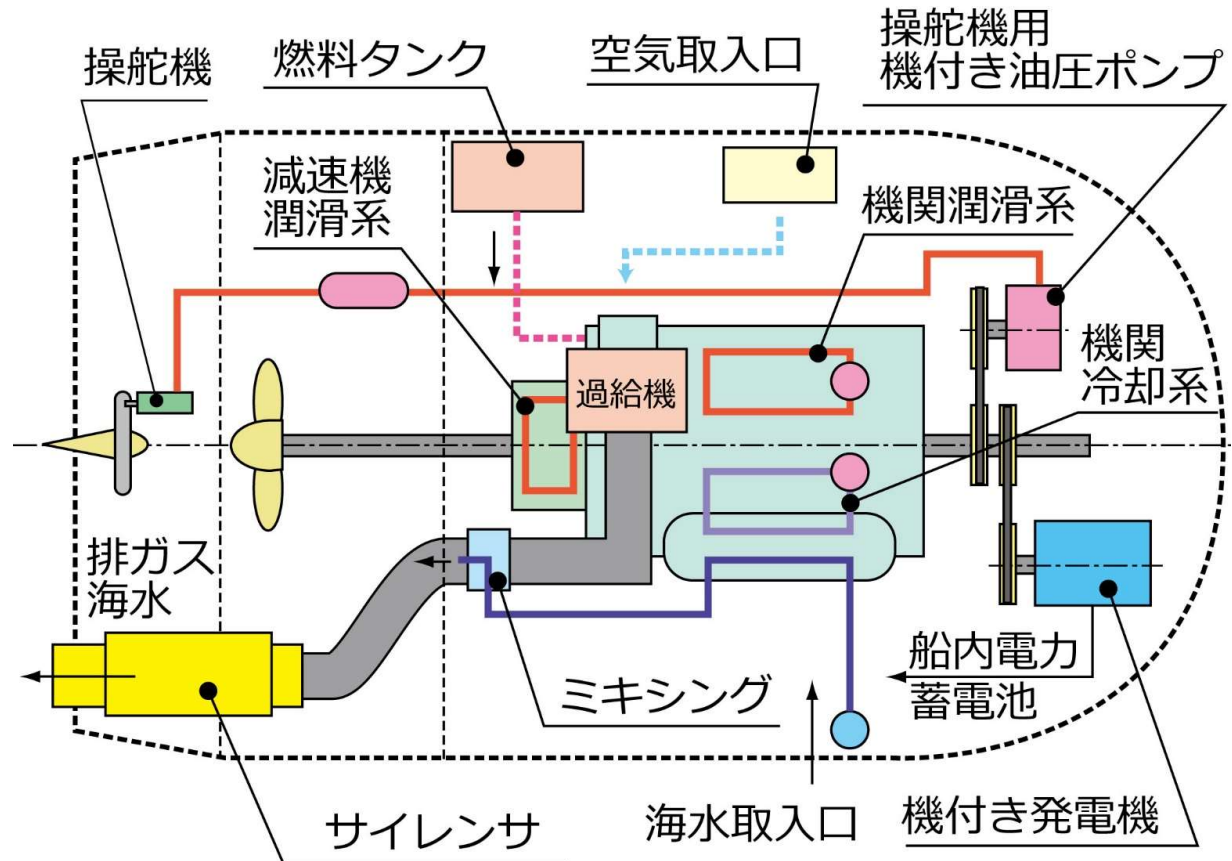 操舵機
燃料タンク
空気取入口
操舵機用
機付き油圧ポンプ
減速機
潤滑系
機関潤滑系
機関
冷却系
過給機
排ガス
海水
ミキシング
船内電力
蓄電池
サイレンサ
海水取入口
機付き発電機